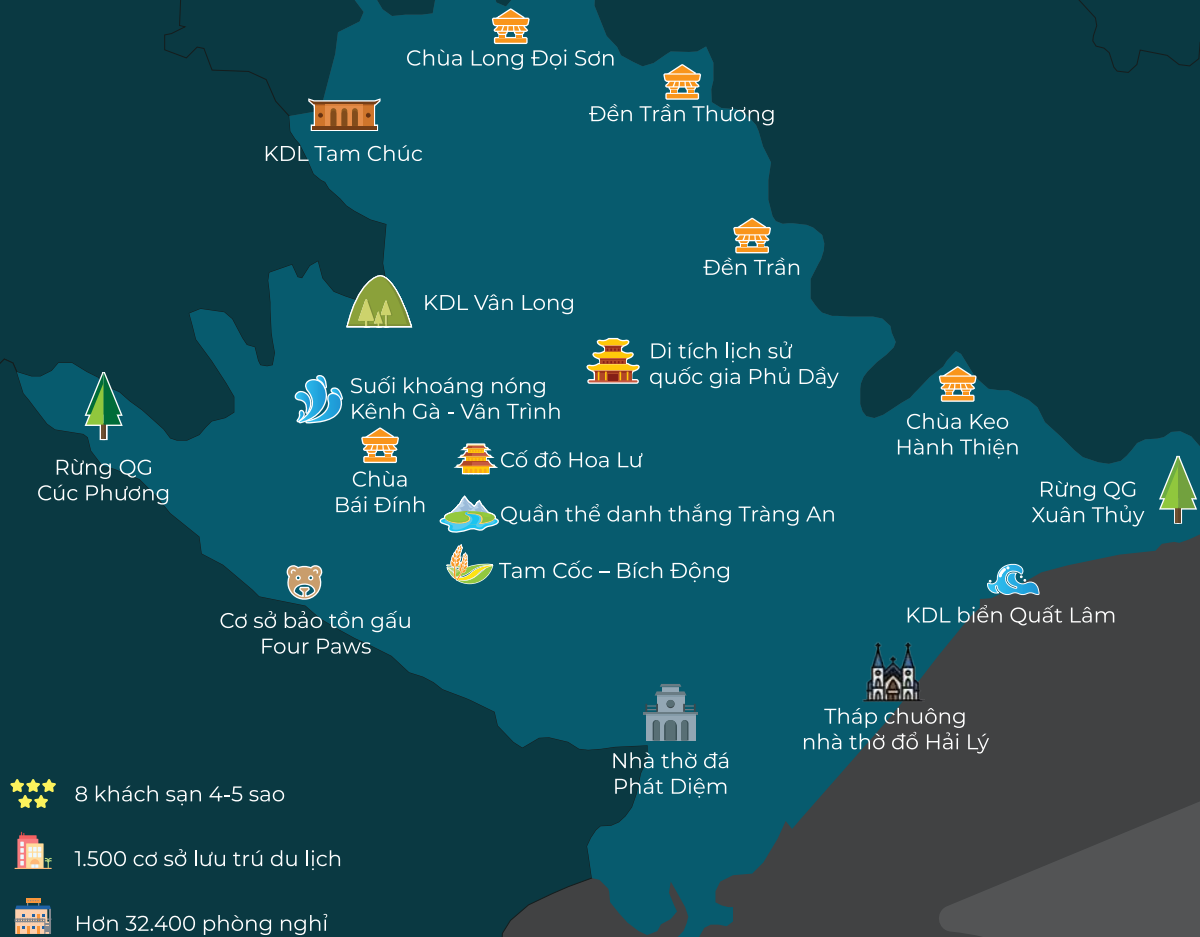 Chùa Long Đọi Sơn
Đền Trần Thương
KDL Tam Chúc
Đền Trần
KDL Vân Long
Di tích lịch sử
quốc gia Phủ Dầy
Suối khoáng nóng
Kênh Gà - Vân Trình
Chùa Keo
Hành Thiện
Rừng QG
Cúc Phương
Chùa
Bái Đính
Cố đô Hoa Lư
Rừng QG
Xuân Thủy
Quần thể danh thắng Tràng An
Tam Cốc – Bích Động
Cơ sở bảo tồn gấu
Four Paws
KDL biển Quất Lâm
Tháp chuông
nhà thờ đổ Hải Lý
Nhà thờ đá
Phát Diệm
8 khách sạn 4-5 sao
1.500 cơ sở lưu trú du lịch
Hơn 32.400 phòng nghỉ